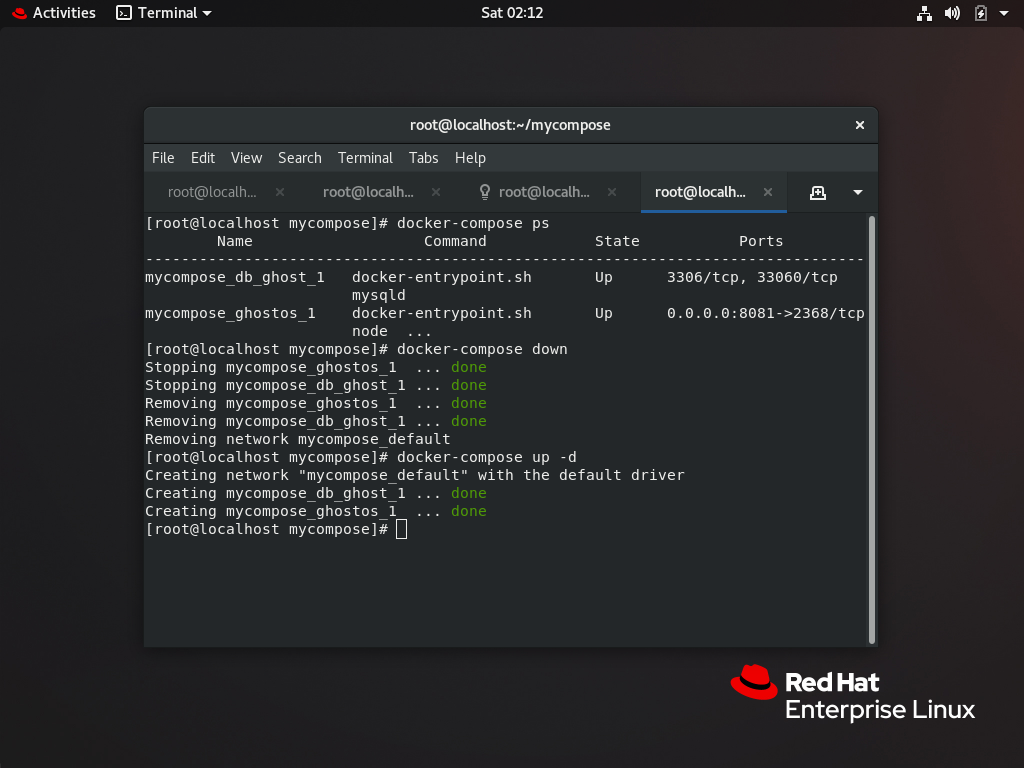 Activities Terminal Sat 02:12
root@localhost:~/mycompose
File Edit View Search Terminal Tabs Help
root@localh... root@localh... root@localh... root@localh...
[root@localhost mycompose]# docker-compose ps
        Name                   Command            State           Ports
--------------------------------------------------------------------------------
mycompose_db_ghost_1   docker-entrypoint.sh       Up      3306/tcp, 33060/tcp
                       mysqld
mycompose_ghostos_1    docker-entrypoint.sh       Up      0.0.0.0:8081->2368/tcp
                       node  ...
[root@localhost mycompose]# docker-compose down
Stopping mycompose_ghostos_1  ... done
Stopping mycompose_db_ghost_1 ... done
Removing mycompose_ghostos_1  ... done
Removing mycompose_db_ghost_1 ... done
Removing network mycompose_default
[root@localhost mycompose]# docker-compose up -d
Creating network "mycompose_default" with the default driver
Creating mycompose_db_ghost_1 ... done
Creating mycompose_ghostos_1  ... done
[root@localhost mycompose]#
Red Hat
Enterprise Linux